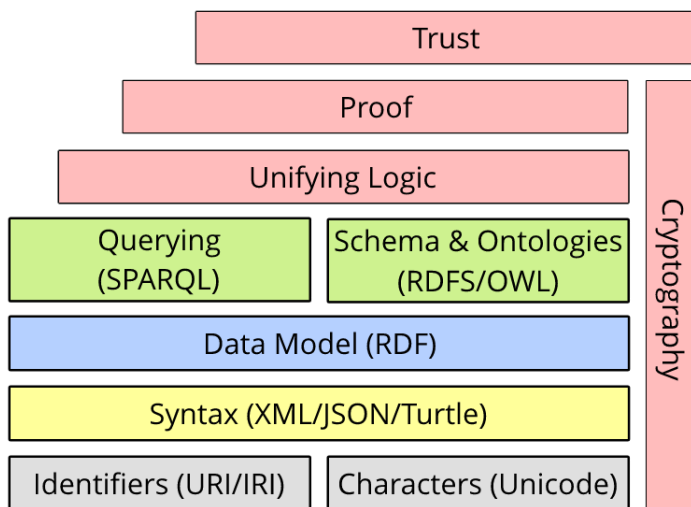 Trust
Proof
Unifying Logic
Querying
(SPARQL)
Schema & Ontologies
(RDFS/OWL)
Data Model (RDF)
Syntax (XML/JSON/Turtle)
Identifiers (URI/IRI)
Characters (Unicode)
Cryptography